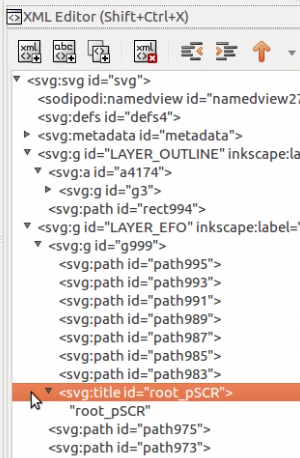 XML Editor (Shift+Ctrl+X)
xml abc xml
<svg:svg id="svg">
<sodipodi:namedview id="namedview27
<svg:defs id="defs4">
<svg:metadata id="metadata">
<svg:g id="LAYER_OUTLINE" inkscape:la
<svg:a id="a4174">
<svg:g id="g3">
<svg:path id="rect994">
<svg:g id="LAYER_EFO" inkscape:label="
<svg:g id="g999">
<svg:path id="path995">
<svg:path id="path993">
<svg:path id="path991">
<svg:path id="path989">
<svg:path id="path987">
<svg:path id="path985">
<svg:path id="path983">
<svg:title id="root_pSCR">
"root_pSCR"
<svg:path id="path975">
<svg:path id="path973">